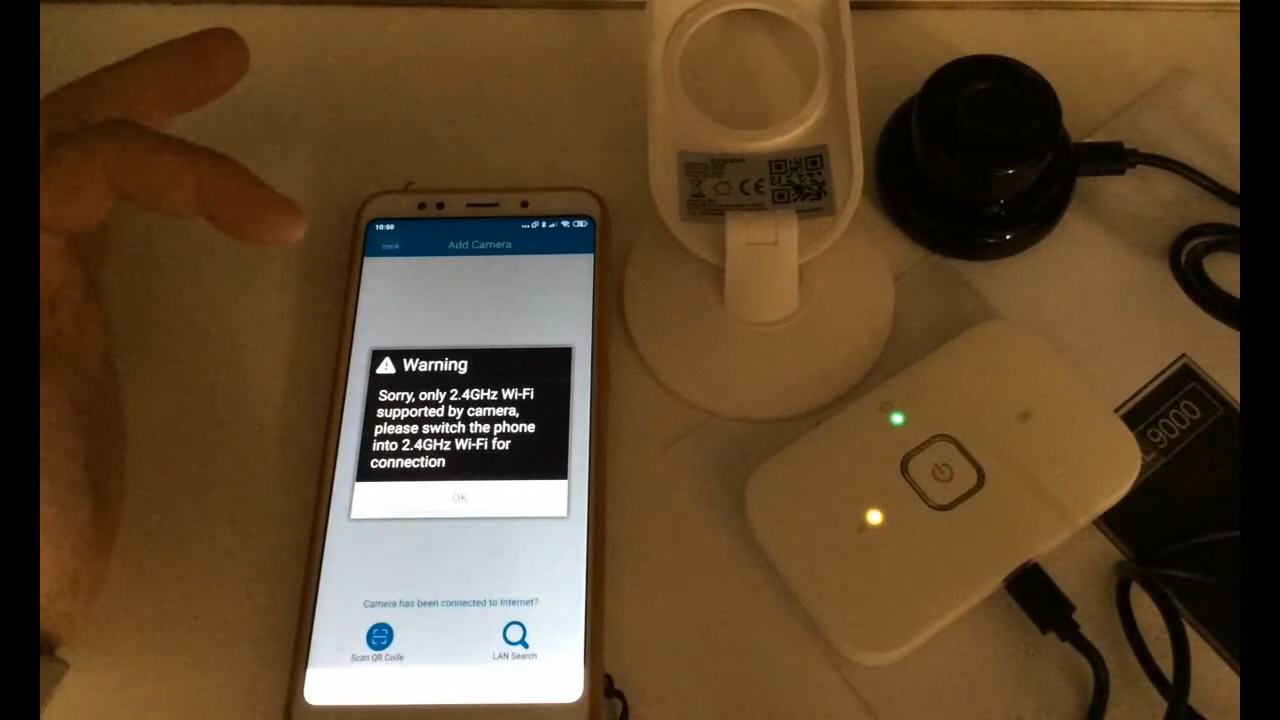 10:50
Back
Add Camera
Warning
Sorry, only 2.4GHz Wi-Fi
supported by camera,
please switch the phone
into 2.4GHz Wi-Fi for
connection
OK
Camera has been connected to Internet?
Scan QR Code
LAN Search
CE
9000